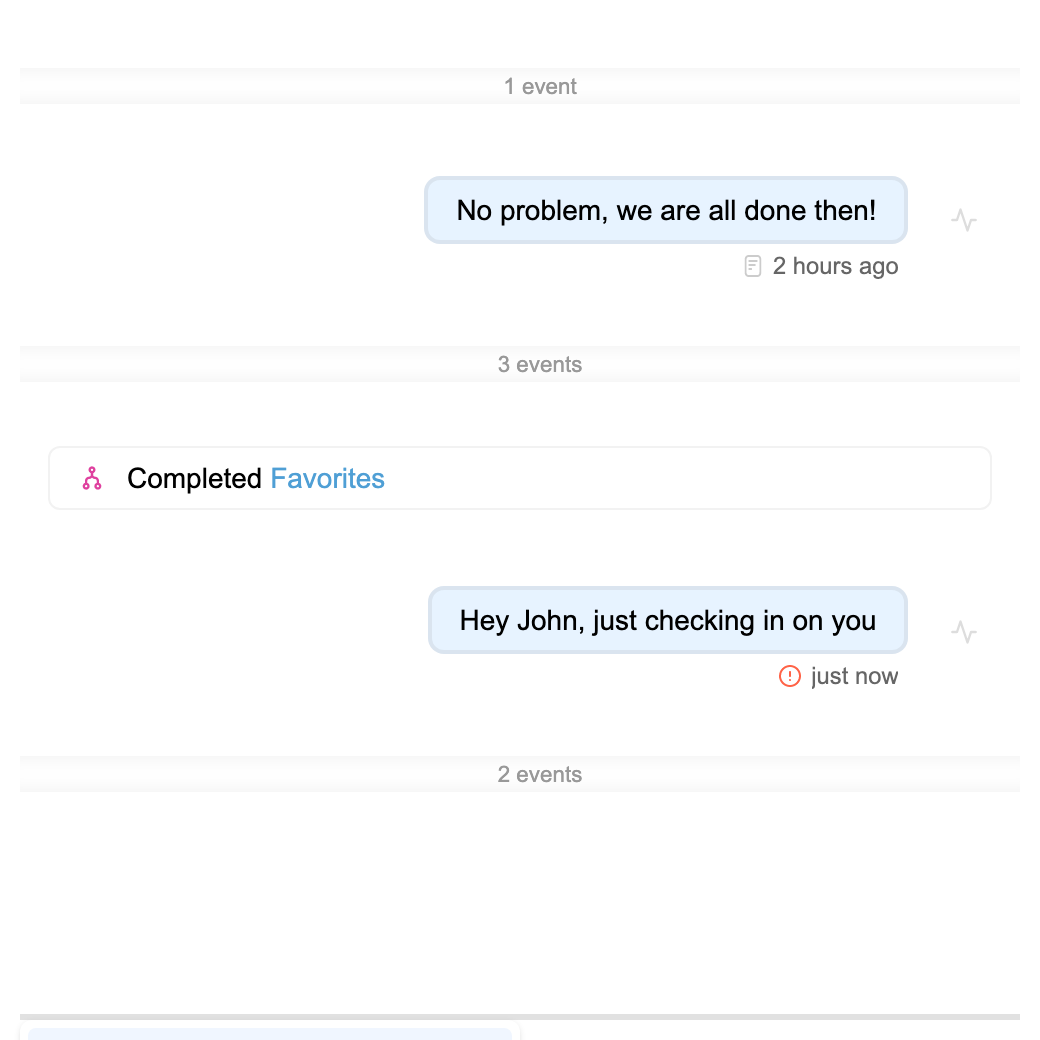 1 event
No problem, we are all done then!
2 hours ago
3 events
Completed Favorites
Hey John, just checking in on you
just now
2 events